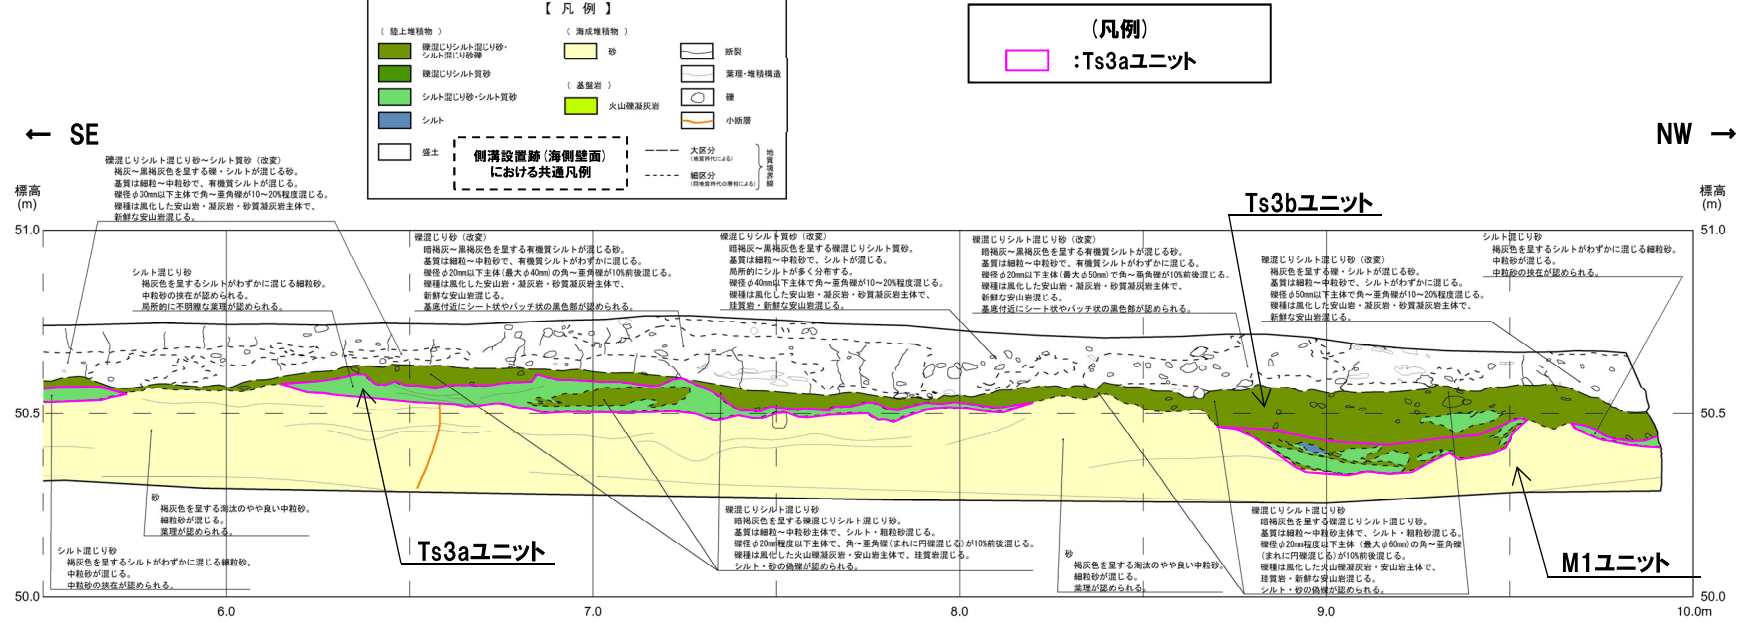 【 凡 例 】
( 陸上堆積物 )
礫混じりシルト混じり砂・
シルト混じり砂礫
礫混じりシルト質砂
シルト混じり砂・シルト質砂
シルト
盛土
( 海成堆積物 )
砂
( 基盤岩 )
火山礫凝灰岩
断裂
葉理・堆積構造
礫
小断層
側溝設置跡(海側壁面)
における共通凡例
大区分
(地質時代による)
細区分
(同地質時代の層相による)
地質境界線
(凡例)
:Ts3aユニット
← SE
NW →
標高
(m)
標高
(m)
51.0
51.0
50.5
50.5
50.0
50.0
6.0
7.0
8.0
9.0
10.0m
礫混じりシルト混じり砂~シルト質砂(改変)
褐灰~黒褐灰色を呈する礫・シルトが混じる砂。
基質は細粒~中粒砂で、有機質シルトが混じる。
礫径φ30mm以下主体で角~亜角礫が10~20%程度混じる。
礫種は風化した安山岩・凝灰岩・砂質凝灰岩主体で、
新鮮な安山岩混じる。
シルト混じり砂
褐灰色を呈するシルトがわずかに混じる細粒砂。
中粒砂の挟在が認められる。
局所的に不明瞭な葉理が認められる。
礫混じり砂(改変)
暗褐灰~黒褐灰色を呈する有機質シルトが混じる砂。
基質は細粒~中粒砂で、有機質シルトがわずかに混じる。
礫径φ20mm以下主体(最大φ40mm)の角~亜角礫が10%前後混じる。
礫種は風化した安山岩・凝灰岩・砂質凝灰岩主体で、
新鮮な安山岩混じる。
基底付近にシート状やパッチ状の黒色部が認められる。
礫混じりシルト質砂(改変)
暗褐灰~黒褐灰色を呈する礫混じりシルト質砂。
基質は細粒~中粒砂で、シルトが混じる。
局所的にシルトが多く分布する。
礫径φ40mm以下主体で角~亜角礫が10~20%程度混じる。
礫種は風化した安山岩・凝灰岩・砂質凝灰岩主体で、
珪質岩・新鮮な安山岩混じる。
礫混じりシルト混じり砂(改変)
暗褐灰~黒褐灰色を呈する有機質シルトが混じる砂。
基質は細粒~中粒砂で、有機質シルトがわずかに混じる。
礫径φ20mm以下主体(最大φ50mm)で角~亜角礫が10%前後混じる。
礫種は風化した安山岩・凝灰岩・砂質凝灰岩主体で、
新鮮な安山岩混じる。
基底付近にシート状やパッチ状の黒色部が認められる。
Ts3bユニット
礫混じりシルト混じり砂(改変)
褐灰色を呈する礫・シルトが混じる砂。
基質は細粒~中粒砂で、シルトがわずかに混じる。
礫径φ50mm以下主体で角~亜角礫が10~20%程度混じる。
礫種は風化した安山岩・凝灰岩・砂質凝灰岩主体で、
新鮮な安山岩混じる。
シルト混じり砂
褐灰色を呈するシルトがわずかに混じる細粒砂。
中粒砂が混じる。
中粒砂の挟在が認められる。
砂
褐灰色を呈する淘汰のやや良い中粒砂。
細粒砂が混じる。
葉理が認められる。
シルト混じり砂
褐灰色を呈するシルトがわずかに混じる細粒砂。
中粒砂が混じる。
中粒砂の挟在が認められる。
Ts3aユニット
礫混じりシルト混じり砂
暗褐灰色を呈する礫混じりシルト混じり砂。
基質は細粒~中粒砂主体で、シルト・粗粒砂混じる。
礫径φ20mm程度以下主体で、角~亜角礫(まれに円礫混じる)が10%前後混じる。
礫種は風化した火山礫凝灰岩・安山岩主体で、珪質岩混じる。
シルト・砂の偽礫が認められる。
砂
褐灰色を呈する淘汰のやや良い中粒砂。
細粒砂が混じる。
葉理が認められる。
礫混じりシルト混じり砂
暗褐灰色を呈する礫混じりシルト混じり砂。
基質は細粒~中粒砂主体で、シルト・粗粒砂混じる。
礫径φ20mm程度以下主体(最大φ60mm)の角~亜角礫
(まれに円礫混じる)が10%前後混じる。
礫種は風化した火山礫凝灰岩・安山岩主体で、
珪質岩・新鮮な安山岩混じる。
シルト・砂の偽礫が認められる。
M1ユニット